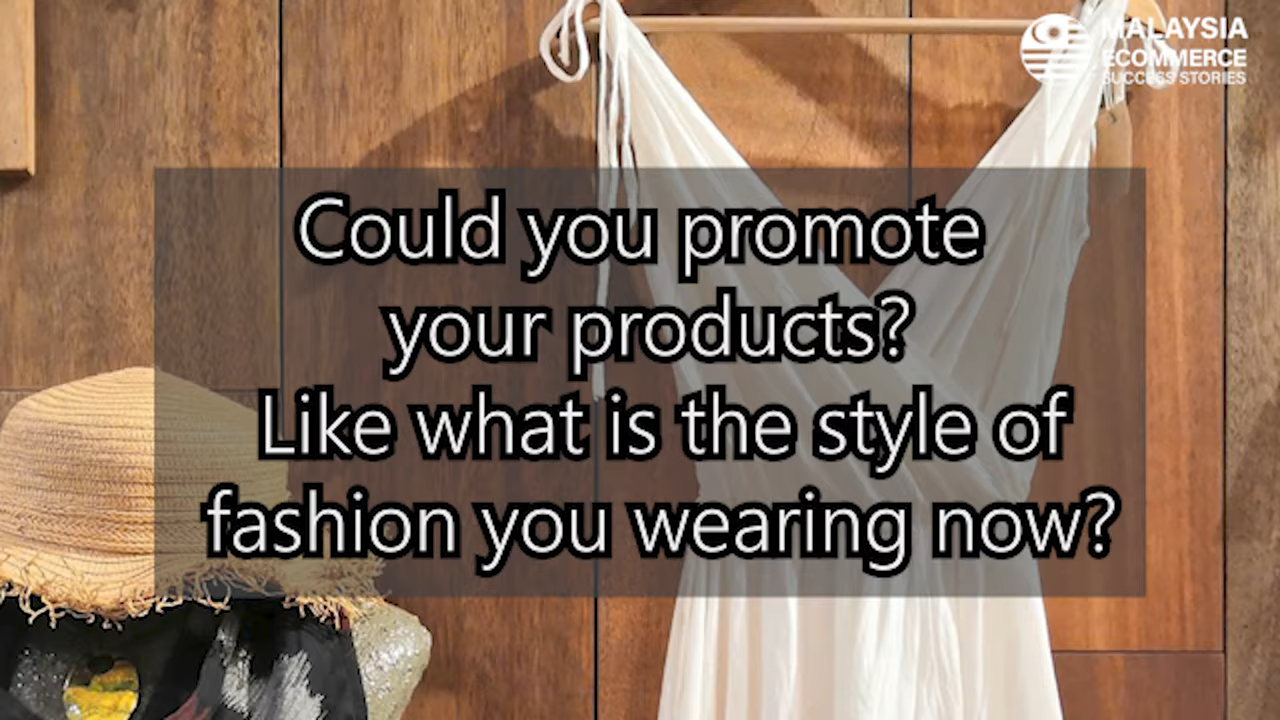 MALAYSIA
ECOMMERCE
SUCCESS STORIES
Could you promote
your products?
Like what is the style of
fashion you wearing now?